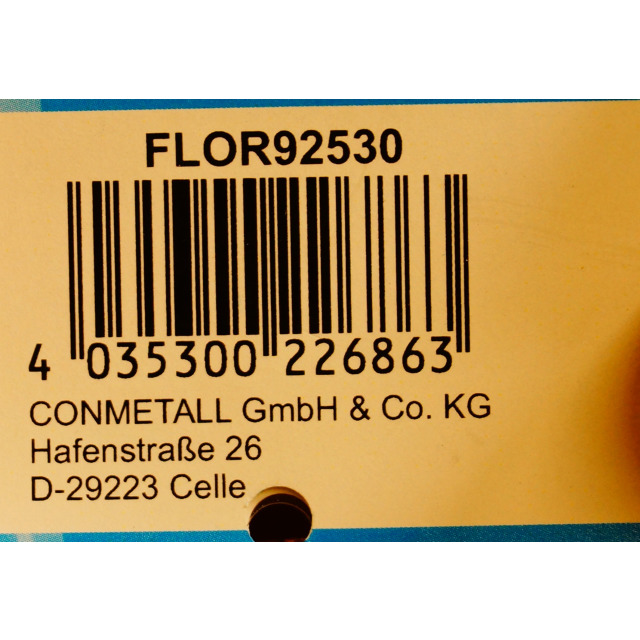 FLOR92530
4 035300 226863
CONMETALL GmbH & Co. KG
Hafenstraße 26
D-29223 Celle